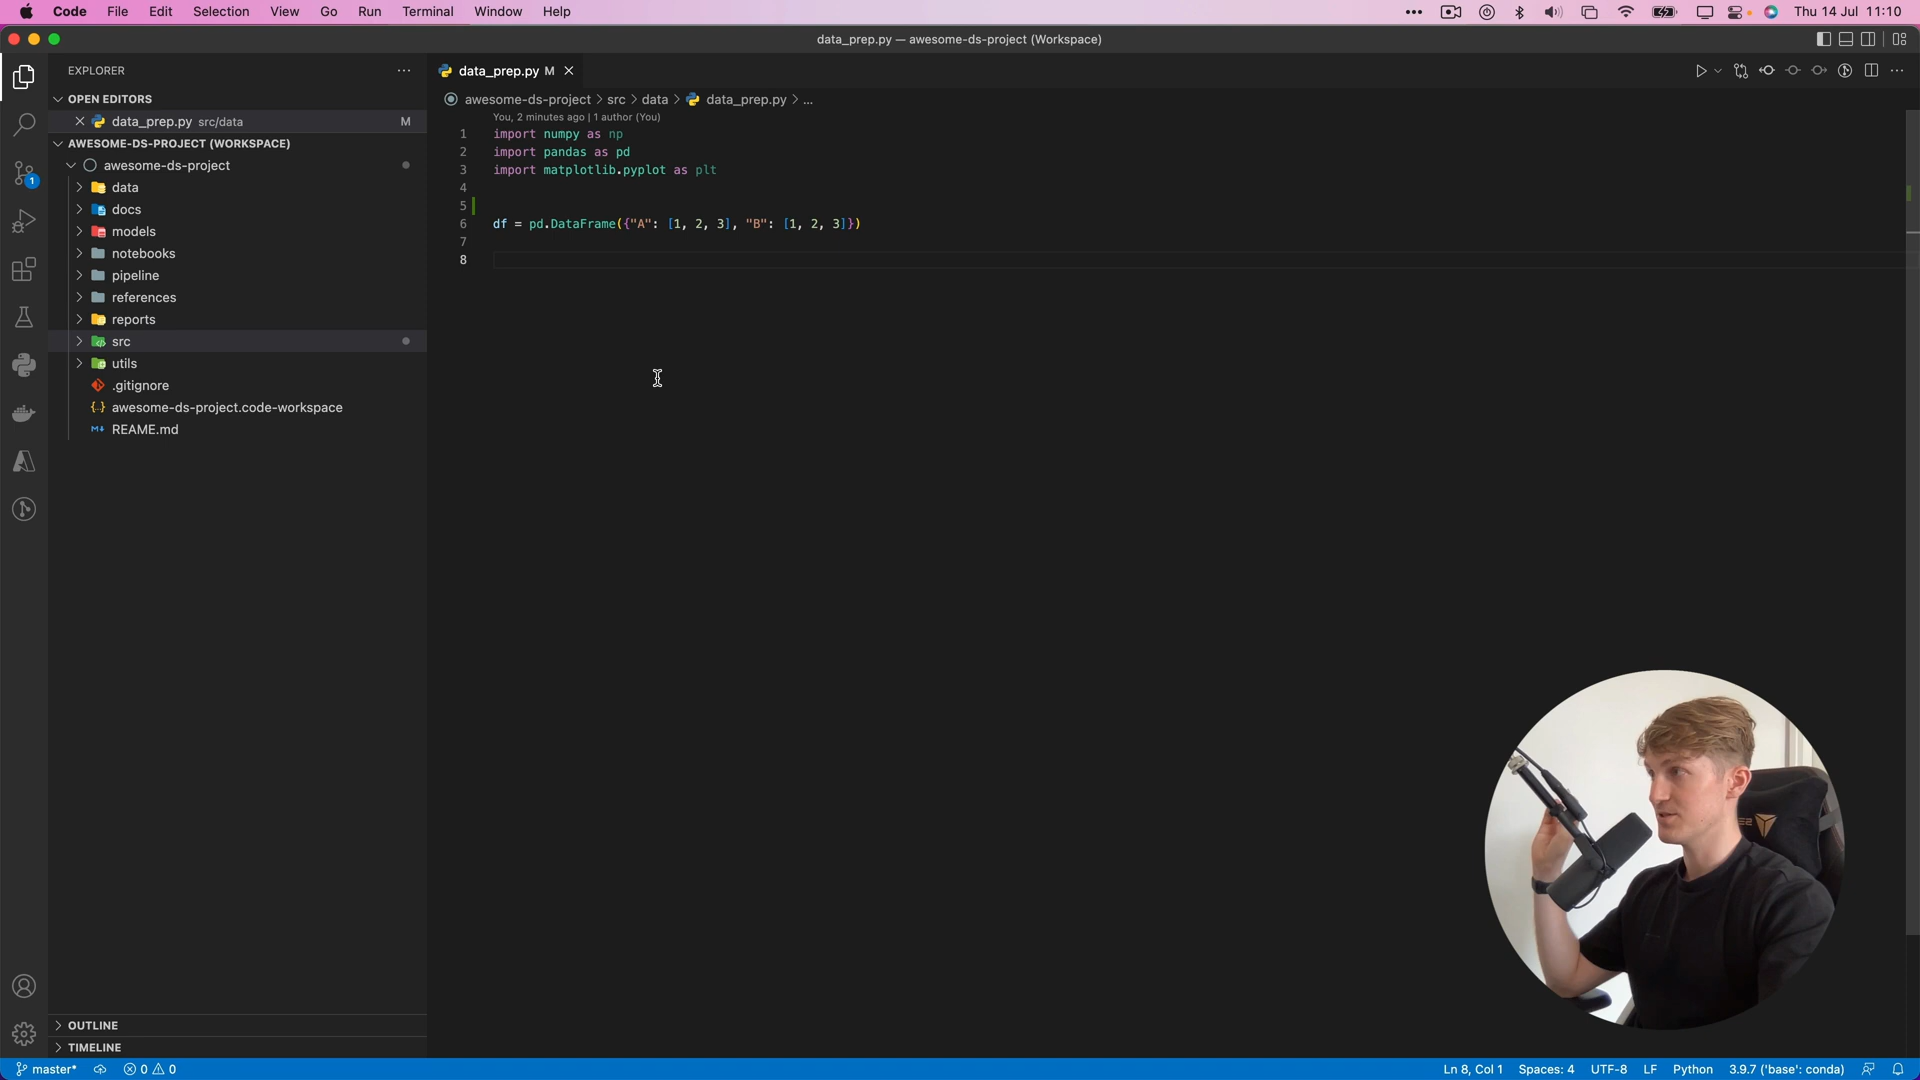 Code File Edit Selection View Go Run Terminal Window Help
Thu 14 Jul 11:10
data_prep.py — awesome-ds-project (Workspace)
EXPLORER
OPEN EDITORS
data_prep.py src/data M
AWESOME-DS-PROJECT (WORKSPACE)
awesome-ds-project
data
docs
models
notebooks
pipeline
references
reports
src
utils
.gitignore
awesome-ds-project.code-workspace
REAME.md
OUTLINE
TIMELINE
1
data_prep.py M
awesome-ds-project > src > data > data_prep.py > ...
You, 2 minutes ago | 1 author (You)
1 import numpy as np
2 import pandas as pd
3 import matplotlib.pyplot as plt
4
5
6 df = pd.DataFrame({"A": [1, 2, 3], "B": [1, 2, 3]})
7
8
master* 0 0
Ln 8, Col 1 Spaces: 4 UTF-8 LF Python 3.9.7 ('base': conda)